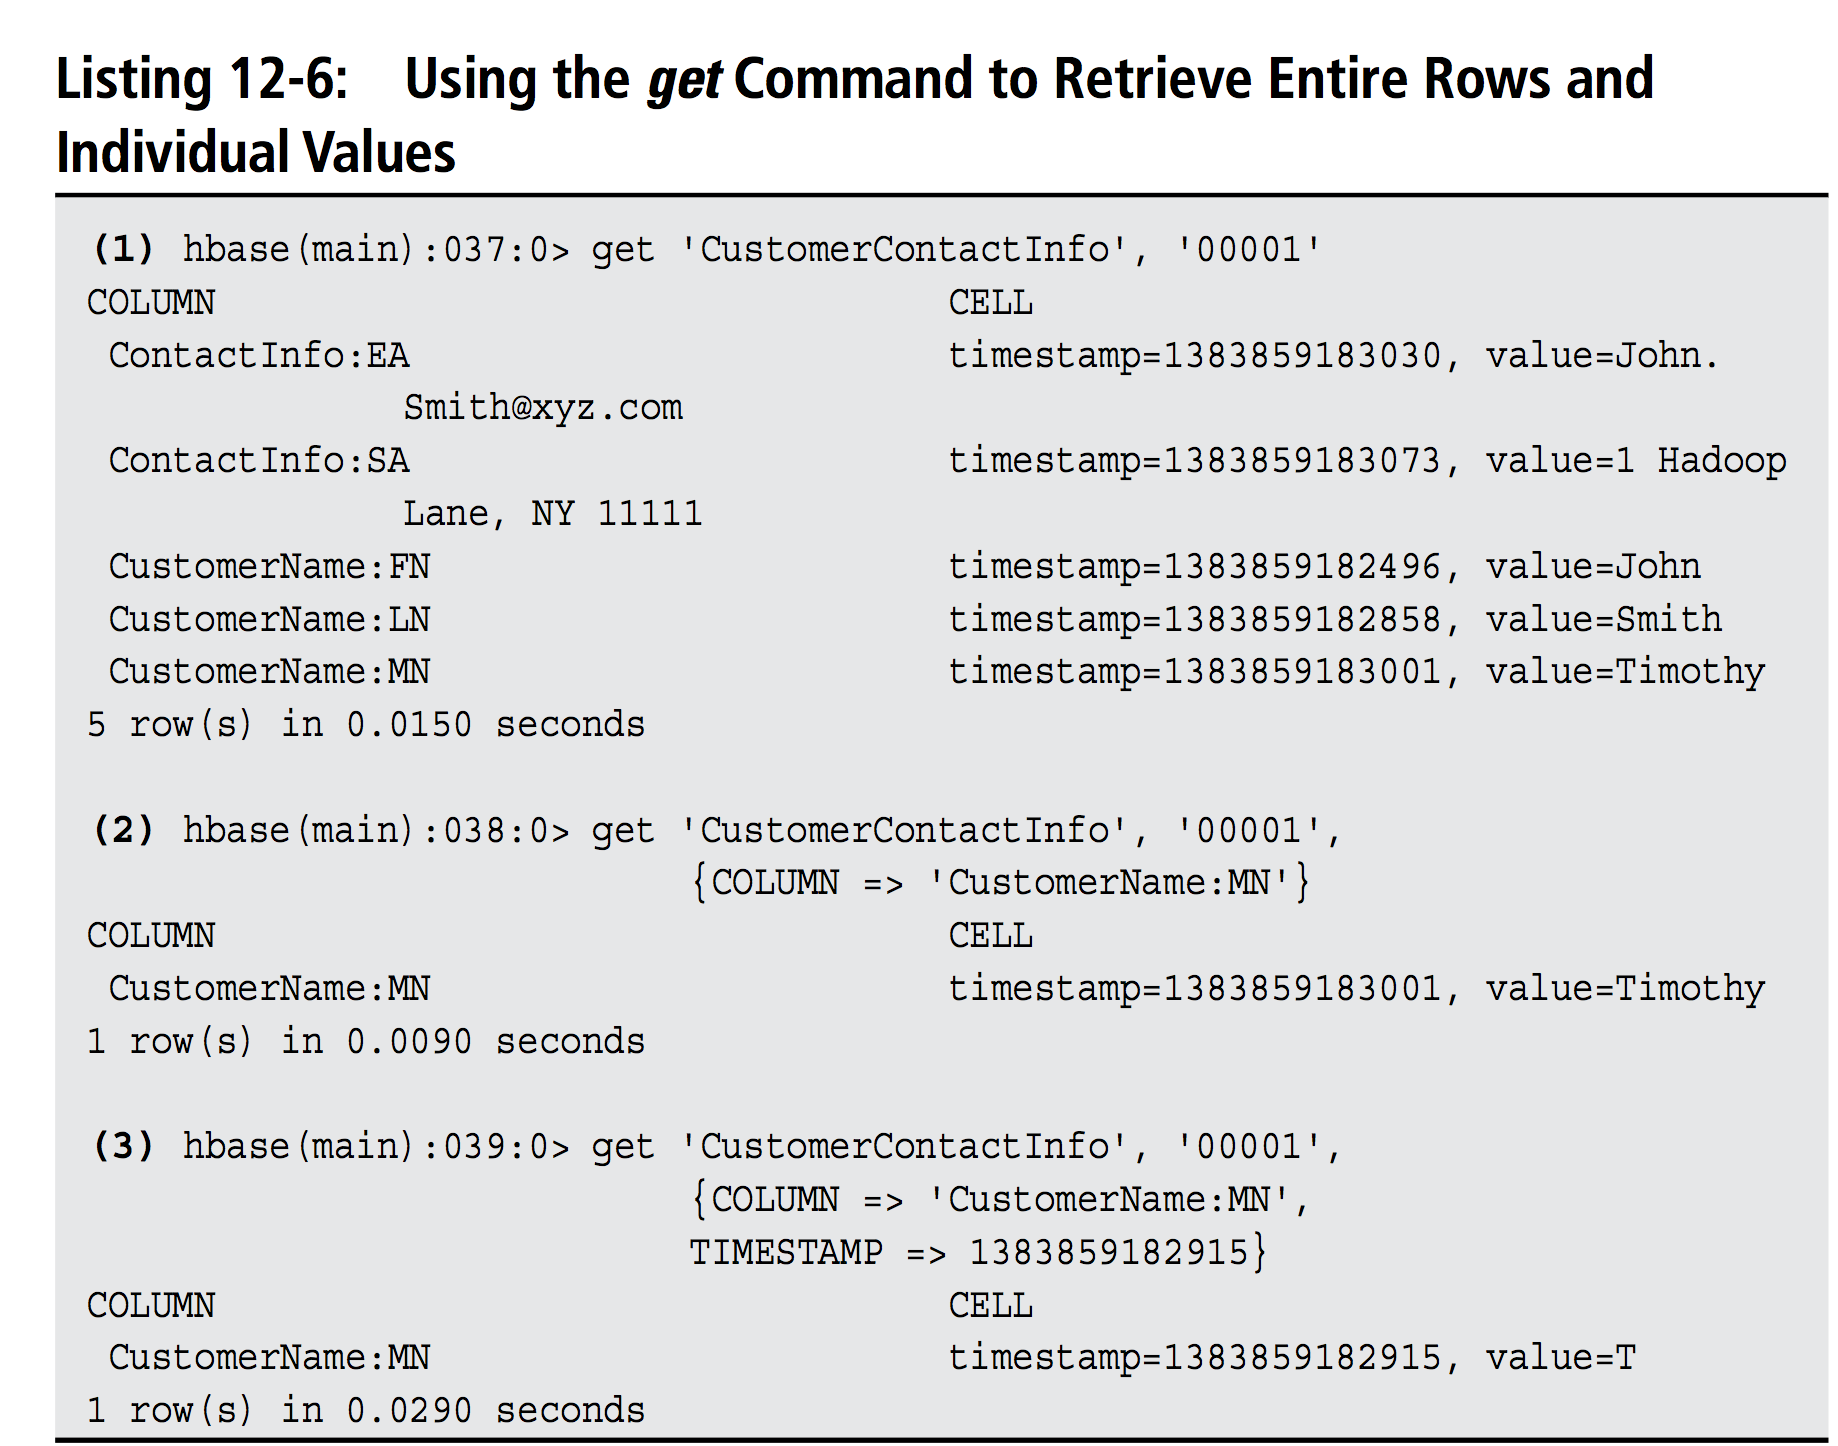 Listing 12-6: Using the get Command to Retrieve Entire Rows and
Individual Values
(1) hbase(main):037:0> get 'CustomerContactInfo', '00001'
COLUMN CELL
ContactInfo:EA timestamp=1383859183030, value=John.
Smith@xyz.com
ContactInfo:SA timestamp=1383859183073, value=1 Hadoop
Lane, NY 11111
CustomerName:FN timestamp=1383859182496, value=John
CustomerName:LN timestamp=1383859182858, value=Smith
CustomerName:MN timestamp=1383859183001, value=Timothy
5 row(s) in 0.0150 seconds
(2) hbase(main):038:0> get 'CustomerContactInfo', '00001',
{COLUMN => 'CustomerName:MN'}
COLUMN CELL
CustomerName:MN timestamp=1383859183001, value=Timothy
1 row(s) in 0.0090 seconds
(3) hbase(main):039:0> get 'CustomerContactInfo', '00001',
{COLUMN => 'CustomerName:MN',
TIMESTAMP => 1383859182915}
COLUMN CELL
CustomerName:MN timestamp=1383859182915, value=T
1 row(s) in 0.0290 seconds